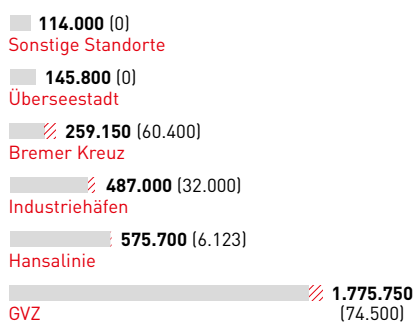 114.000 (0)
Sonstige Standorte
145.800 (0)
Überseestadt
259.150 (60.400)
Bremer Kreuz
487.000 (32.000)
Industriehäfen
575.700 (6.123)
Hansalinie
1.775.750
GVZ (74.500)